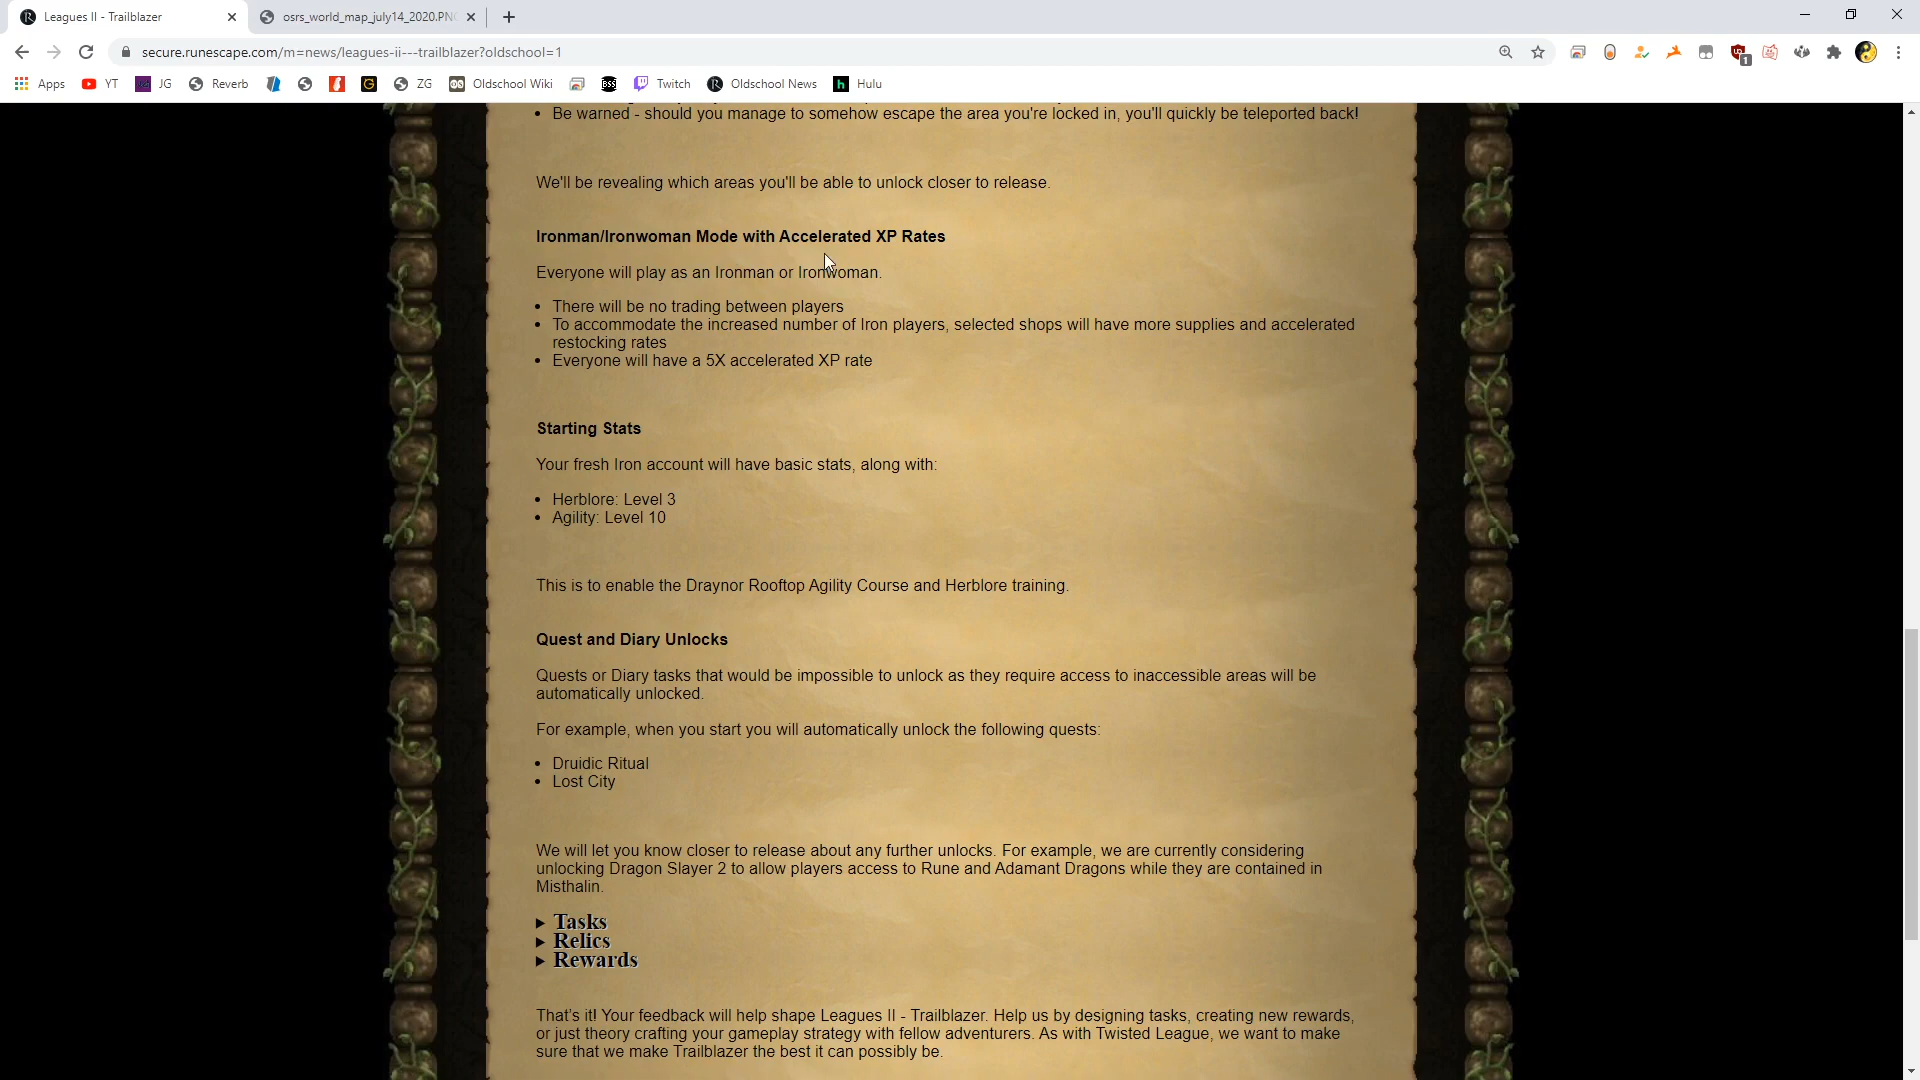 Leagues II - Trailblazer
osrs_world_map_july14_2020.PN
secure.runescape.com/m=news/leagues-ii---trailblazer?oldschool=1
Apps YT JG Reverb ZG Oldschool Wiki Twitch Oldschool News Hulu
• Be warned - should you manage to somehow escape the area you're locked in, you'll quickly be teleported back!
We'll be revealing which areas you'll be able to unlock closer to release.
Ironman/Ironwoman Mode with Accelerated XP Rates
Everyone will play as an Ironman or Ironwoman.
• There will be no trading between players
• To accommodate the increased number of Iron players, selected shops will have more supplies and accelerated
restocking rates
• Everyone will have a 5X accelerated XP rate
Starting Stats
Your fresh Iron account will have basic stats, along with:
• Herblore: Level 3
• Agility: Level 10
This is to enable the Draynor Rooftop Agility Course and Herblore training.
Quest and Diary Unlocks
Quests or Diary tasks that would be impossible to unlock as they require access to inaccessible areas will be
automatically unlocked.
For example, when you start you will automatically unlock the following quests:
• Druidic Ritual
• Lost City
We will let you know closer to release about any further unlocks. For example, we are currently considering
unlocking Dragon Slayer 2 to allow players access to Rune and Adamant Dragons while they are contained in
Misthalin.
Tasks
Relics
Rewards
That's it! Your feedback will help shape Leagues II - Trailblazer. Help us by designing tasks, creating new rewards,
or just theory crafting your gameplay strategy with fellow adventurers. As with Twisted League, we want to make
sure that we make Trailblazer the best it can possibly be.